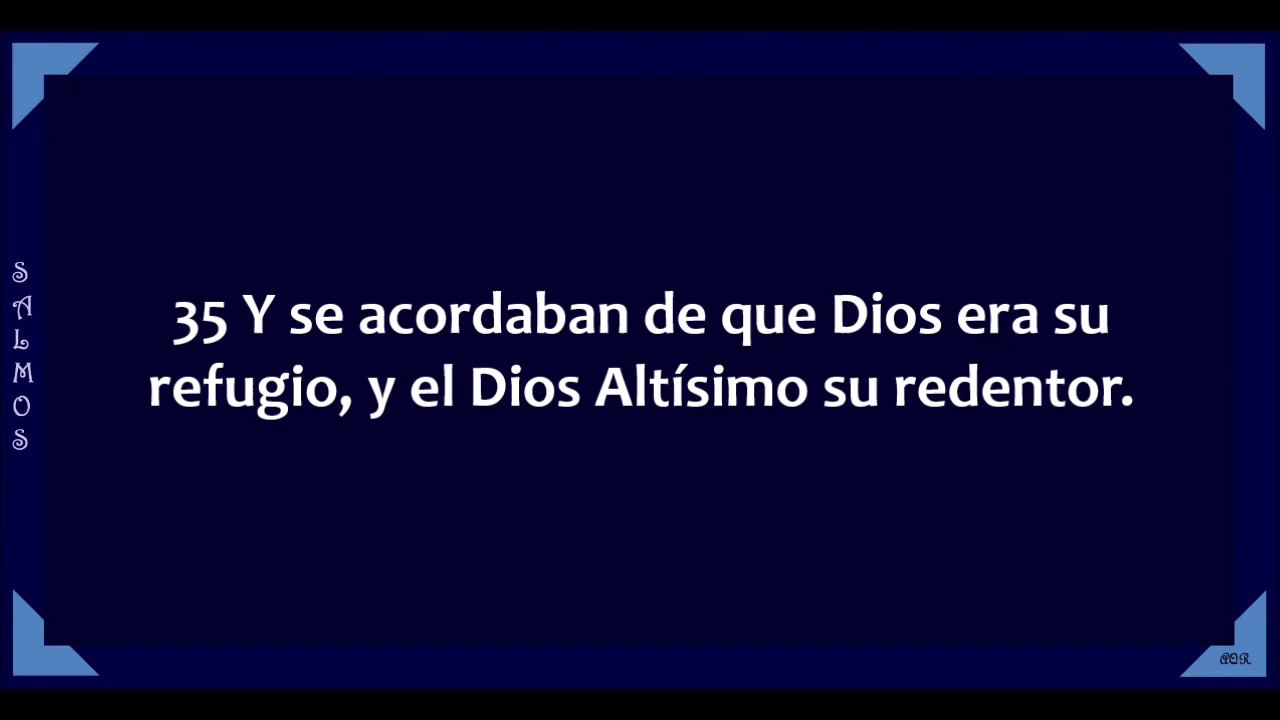 SALMOS
35 Y se acordaban de que Dios era su
refugio, y el Dios Altísimo su redentor.